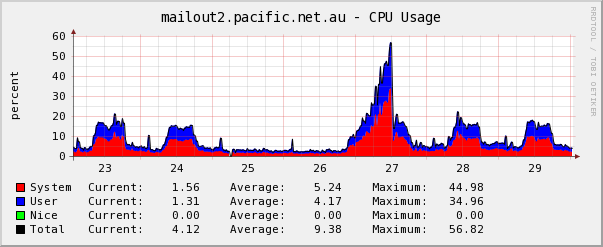 mailout2.pacific.net.au - CPU Usage
RRDTOOL / TOBI OETIKER
percent
60
50
40
30
20
10
0
23 24 25 26 27 28 29
System Current: 1.56 Average: 5.24 Maximum: 44.98
User Current: 1.31 Average: 4.17 Maximum: 34.96
Nice Current: 0.00 Average: 0.00 Maximum: 0.00
Total Current: 4.12 Average: 9.38 Maximum: 56.82